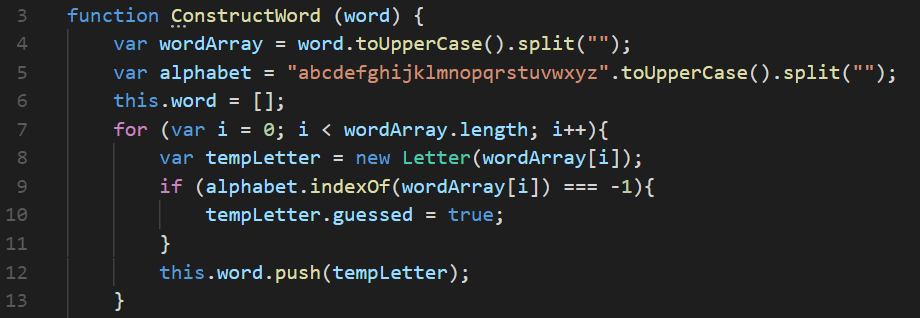 3 function ConstructWord (word) {
4 var wordArray = word.toUpperCase().split("");
5 var alphabet = "abcdefghijklmnopqrstuvwxyz".toUpperCase().split("");
6 this.word = [];
7 for (var i = 0; i < wordArray.length; i++){
8 var tempLetter = new Letter(wordArray[i]);
9 if (alphabet.indexOf(wordArray[i]) === -1){
10 tempLetter.guessed = true;
11 }
12 this.word.push(tempLetter);
13 }